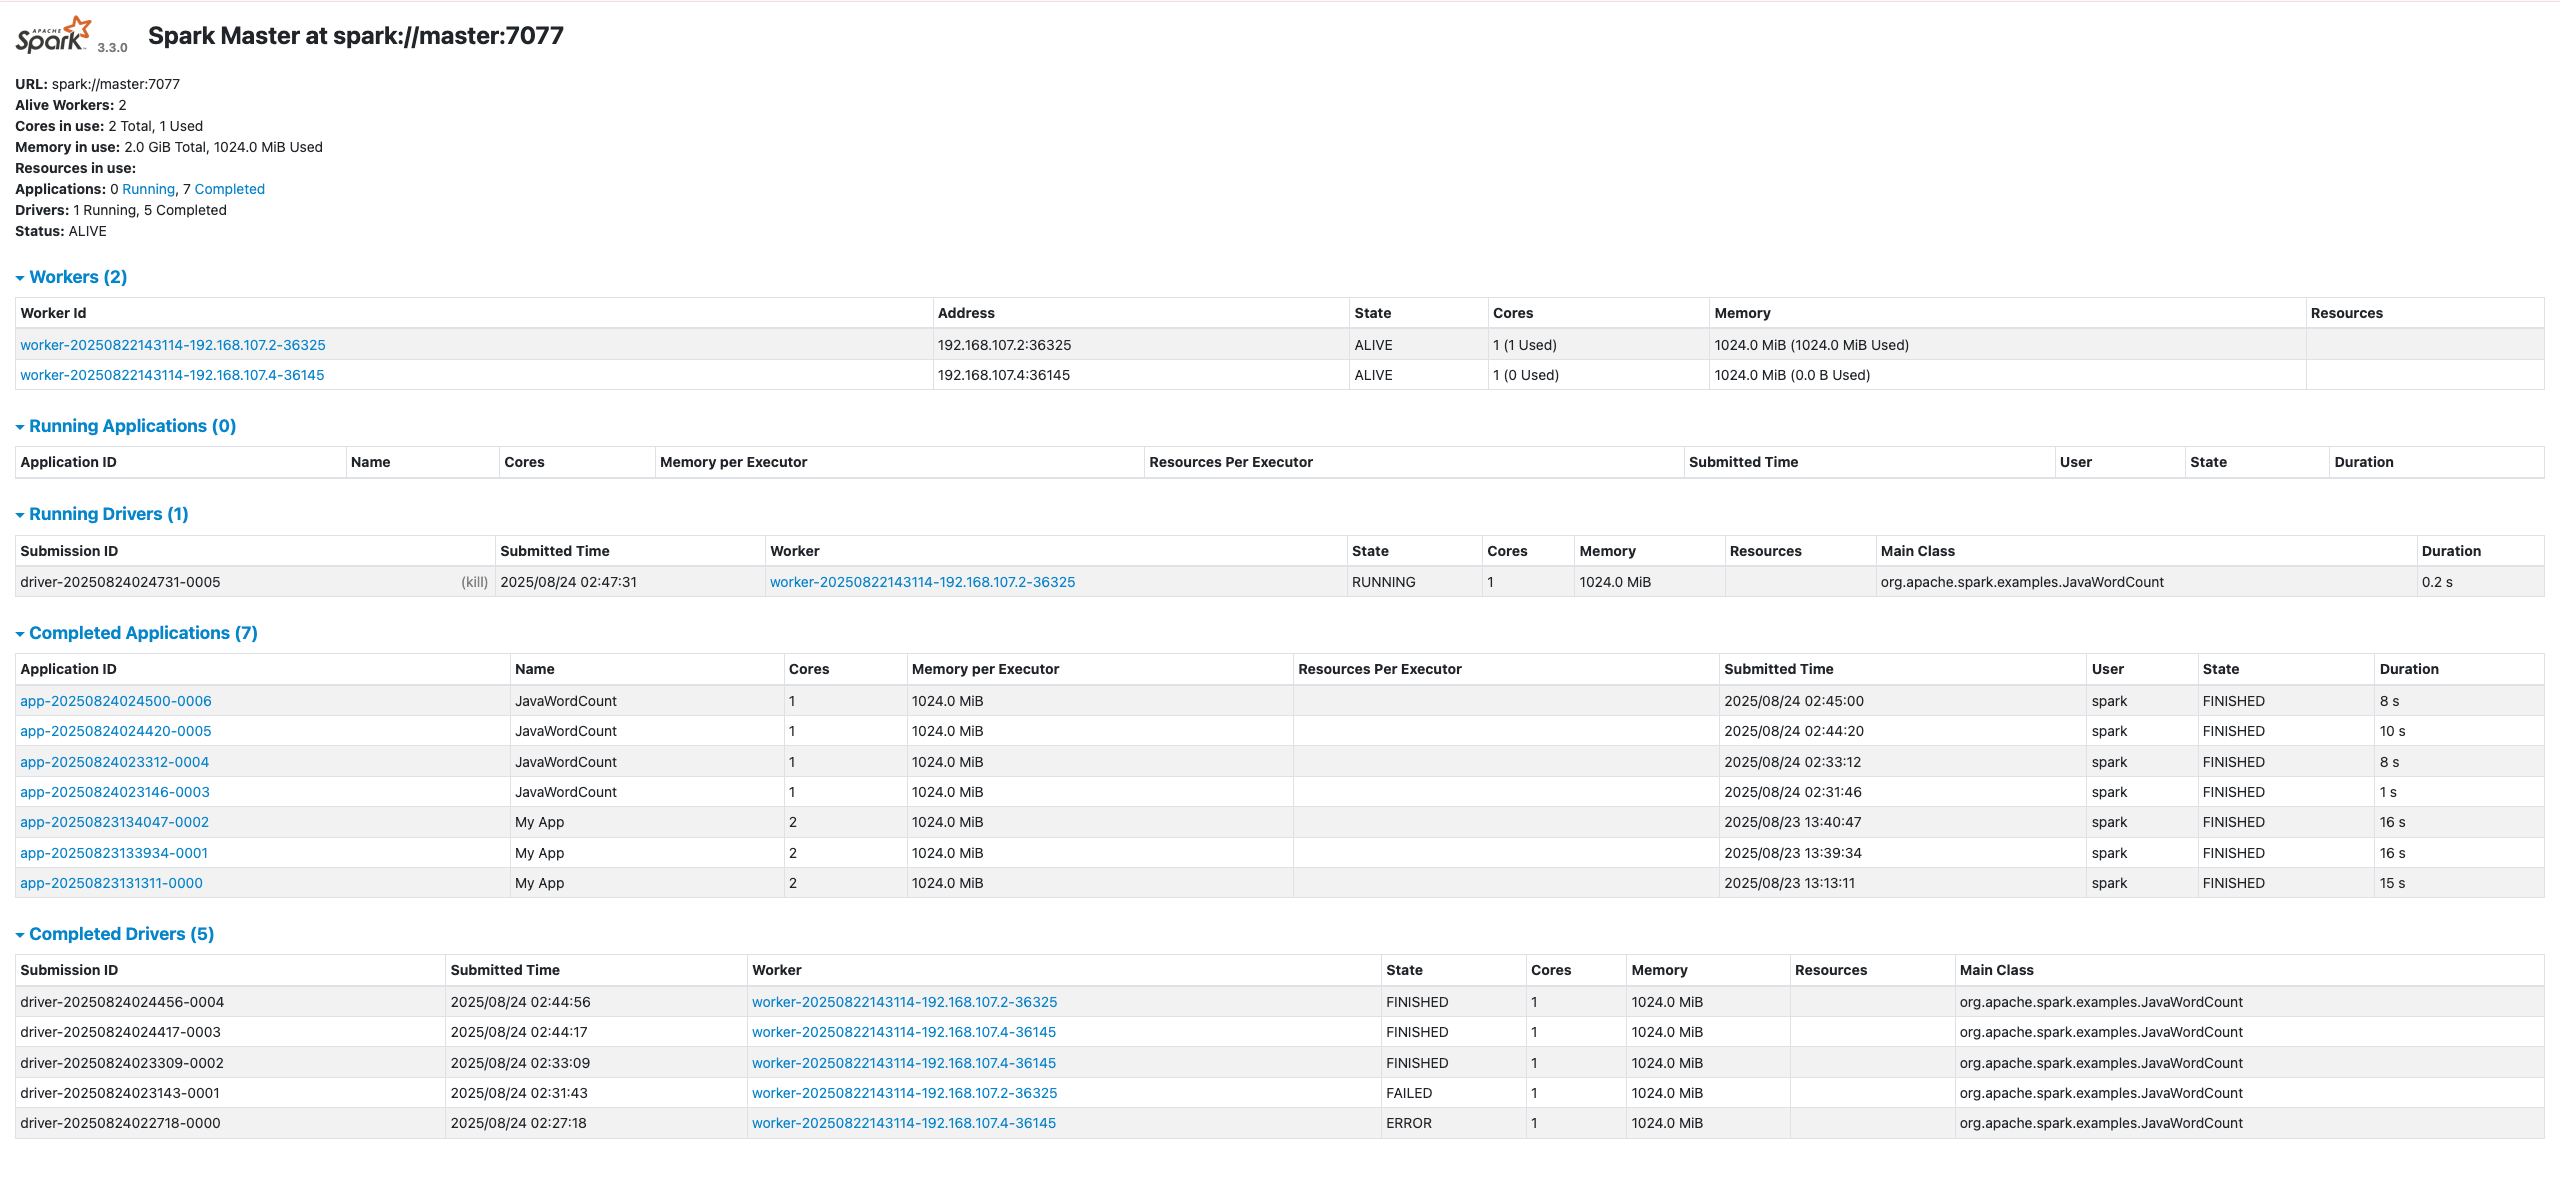 APACHE Spark 3.3.0 Spark Master at spark://master:7077
URL: spark://master:7077
Alive Workers: 2
Cores in use: 2 Total, 1 Used
Memory in use: 2.0 GiB Total, 1024.0 MiB Used
Resources in use:
Applications: 0 Running, 7 Completed
Drivers: 1 Running, 5 Completed
Status: ALIVE
Workers (2)
Worker Id Address State Cores Memory Resources
worker-20250822143114-192.168.107.2-36325 192.168.107.2:36325 ALIVE 1 (1 Used) 1024.0 MiB (1024.0 MiB Used)
worker-20250822143114-192.168.107.4-36145 192.168.107.4:36145 ALIVE 1 (0 Used) 1024.0 MiB (0.0 B Used)
Running Applications (0)
Application ID Name Cores Memory per Executor Resources Per Executor Submitted Time User State Duration
Running Drivers (1)
Submission ID Submitted Time Worker State Cores Memory Resources Main Class Duration
driver-20250824024731-0005 (kill) 2025/08/24 02:47:31 worker-20250822143114-192.168.107.2-36325 RUNNING 1 1024.0 MiB org.apache.spark.examples.JavaWordCount 0.2 s
Completed Applications (7)
Application ID Name Cores Memory per Executor Resources Per Executor Submitted Time User State Duration
app-20250824024500-0006 JavaWordCount 1 1024.0 MiB 2025/08/24 02:45:00 spark FINISHED 8 s
app-20250824024420-0005 JavaWordCount 1 1024.0 MiB 2025/08/24 02:44:20 spark FINISHED 10 s
app-20250824023312-0004 JavaWordCount 1 1024.0 MiB 2025/08/24 02:33:12 spark FINISHED 8 s
app-20250824023146-0003 JavaWordCount 1 1024.0 MiB 2025/08/24 02:31:46 spark FINISHED 1 s
app-20250823134047-0002 My App 2 1024.0 MiB 2025/08/23 13:40:47 spark FINISHED 16 s
app-20250823133934-0001 My App 2 1024.0 MiB 2025/08/23 13:39:34 spark FINISHED 16 s
app-20250823131311-0000 My App 2 1024.0 MiB 2025/08/23 13:13:11 spark FINISHED 15 s
Completed Drivers (5)
Submission ID Submitted Time Worker State Cores Memory Resources Main Class
driver-20250824024456-0004 2025/08/24 02:44:56 worker-20250822143114-192.168.107.2-36325 FINISHED 1 1024.0 MiB org.apache.spark.examples.JavaWordCount
driver-20250824024417-0003 2025/08/24 02:44:17 worker-20250822143114-192.168.107.4-36145 FINISHED 1 1024.0 MiB org.apache.spark.examples.JavaWordCount
driver-20250824023309-0002 2025/08/24 02:33:09 worker-20250822143114-192.168.107.4-36145 FINISHED 1 1024.0 MiB org.apache.spark.examples.JavaWordCount
driver-20250824023143-0001 2025/08/24 02:31:43 worker-20250822143114-192.168.107.2-36325 FAILED 1 1024.0 MiB org.apache.spark.examples.JavaWordCount
driver-20250824022718-0000 2025/08/24 02:27:18 worker-20250822143114-192.168.107.4-36145 ERROR 1 1024.0 MiB org.apache.spark.examples.JavaWordCount